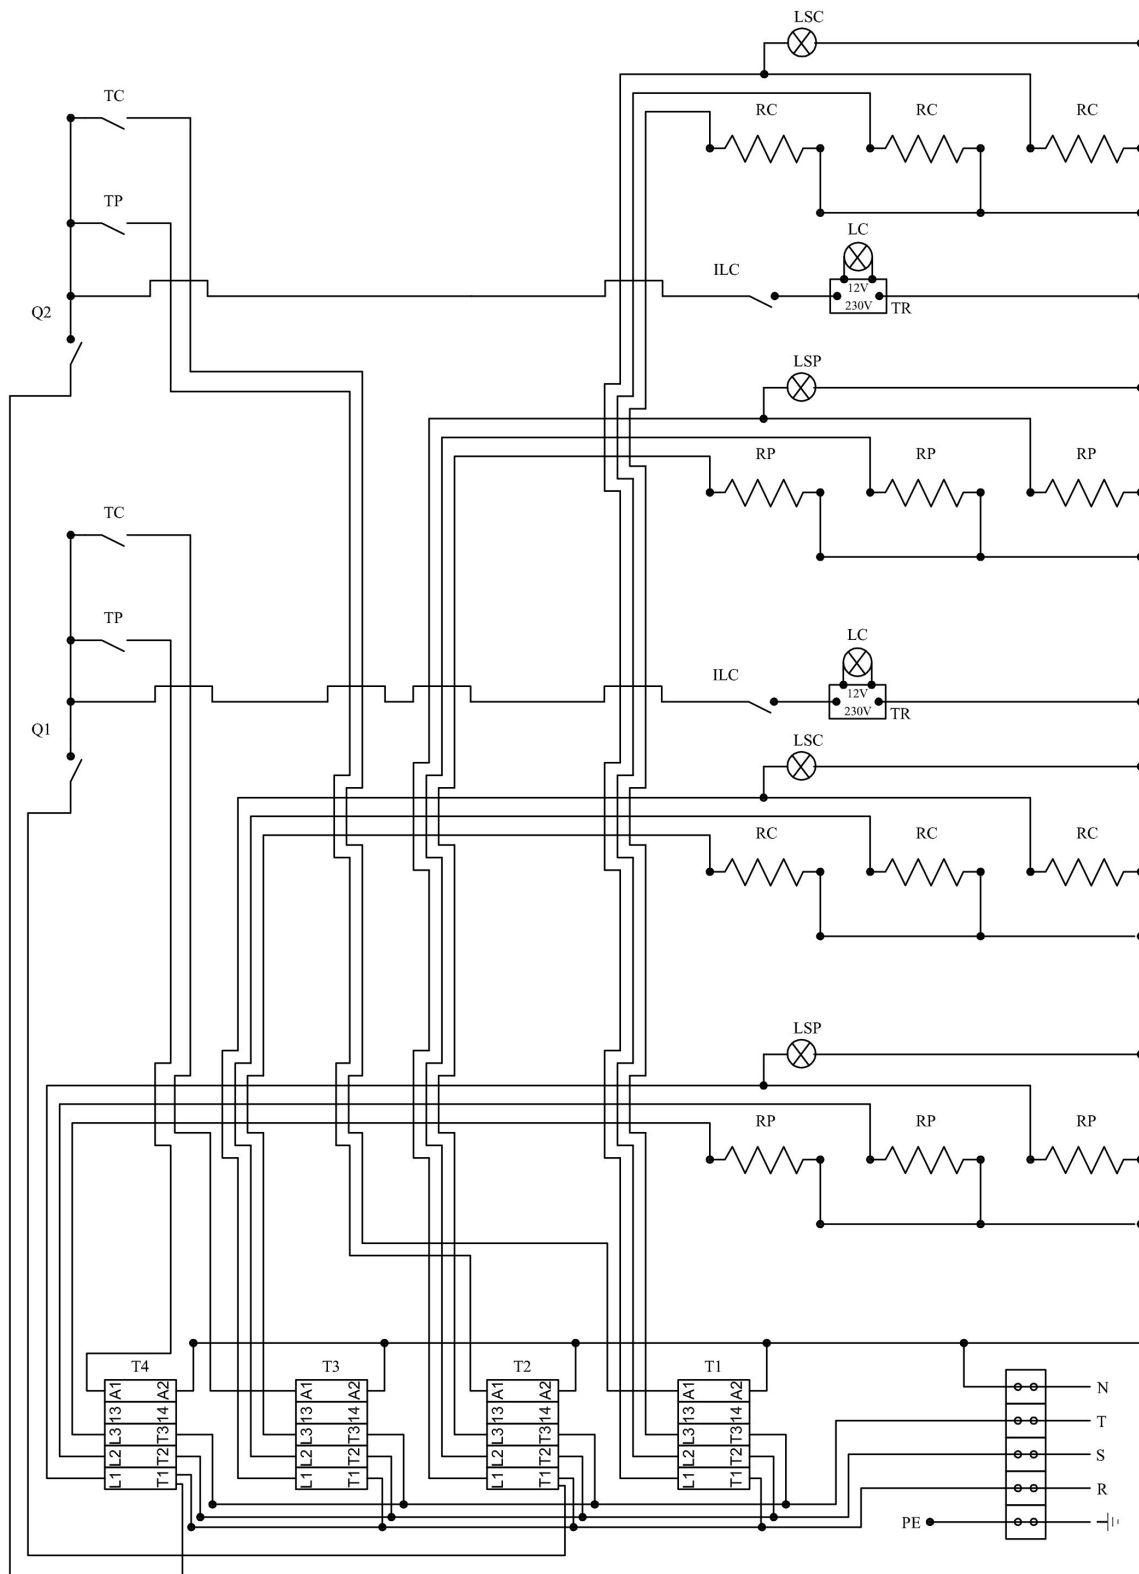 LSC
TC
RC RC RC
TP
LC
ILC
12V
Q2
230V TR
LSP
RP RP RP
TC
TP
LC
ILC
12V
230V TR
Q1
LSC
RC RC RC
LSP
RP RP RP
T4 T3 T2 T1
A1 A2 A1 A2 A1 A2 A1 A2
N
13 14 13 14 13 14 13 14
T
L3 T3 L3 T3 L3 T3 L3 T3
L2 T2 L2 T2 L2 T2 L2 T2
S
L1 T1 L1 T1 L1 T1 L1 T1
R
PE